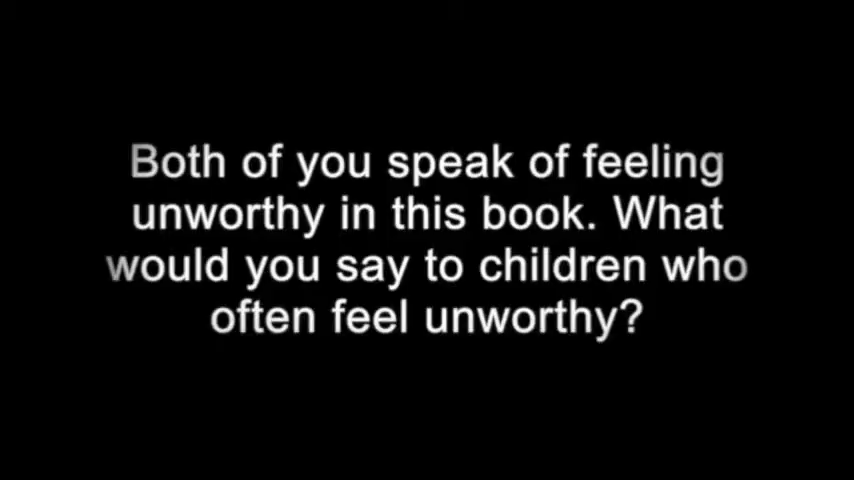 Both of you speak of feeling
unworthy in this book. What
would you say to children who
often feel unworthy?